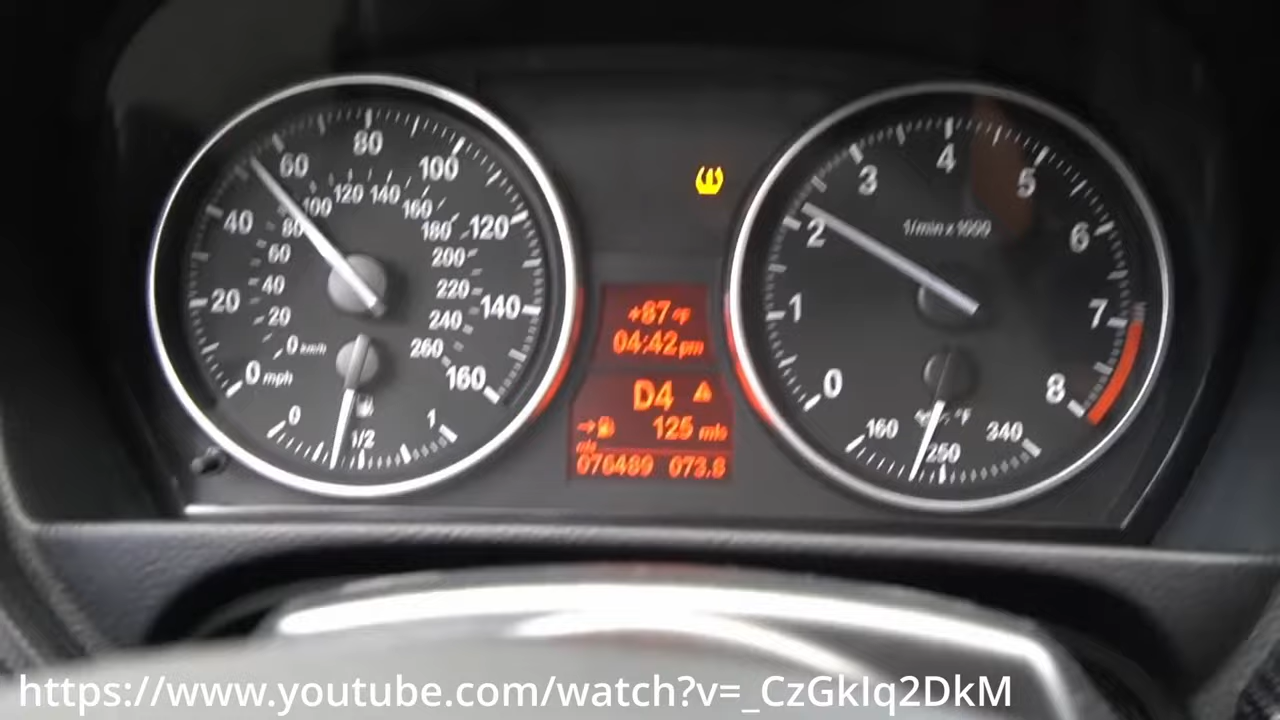 0 mph 20 40 60 80 100 120 140 160
0 km/h 20 40 60 80 100 120 140 160 180 200 220 240 260
0 1/2 1
+87 °F
04:42 pm
D4
125 mls
mls
076489 073.8
0 1 2 3 4 5 6 7 8
1/min x 1000
160 250 340
°F
https://www.youtube.com/watch?v=_CzGkIq2DkM